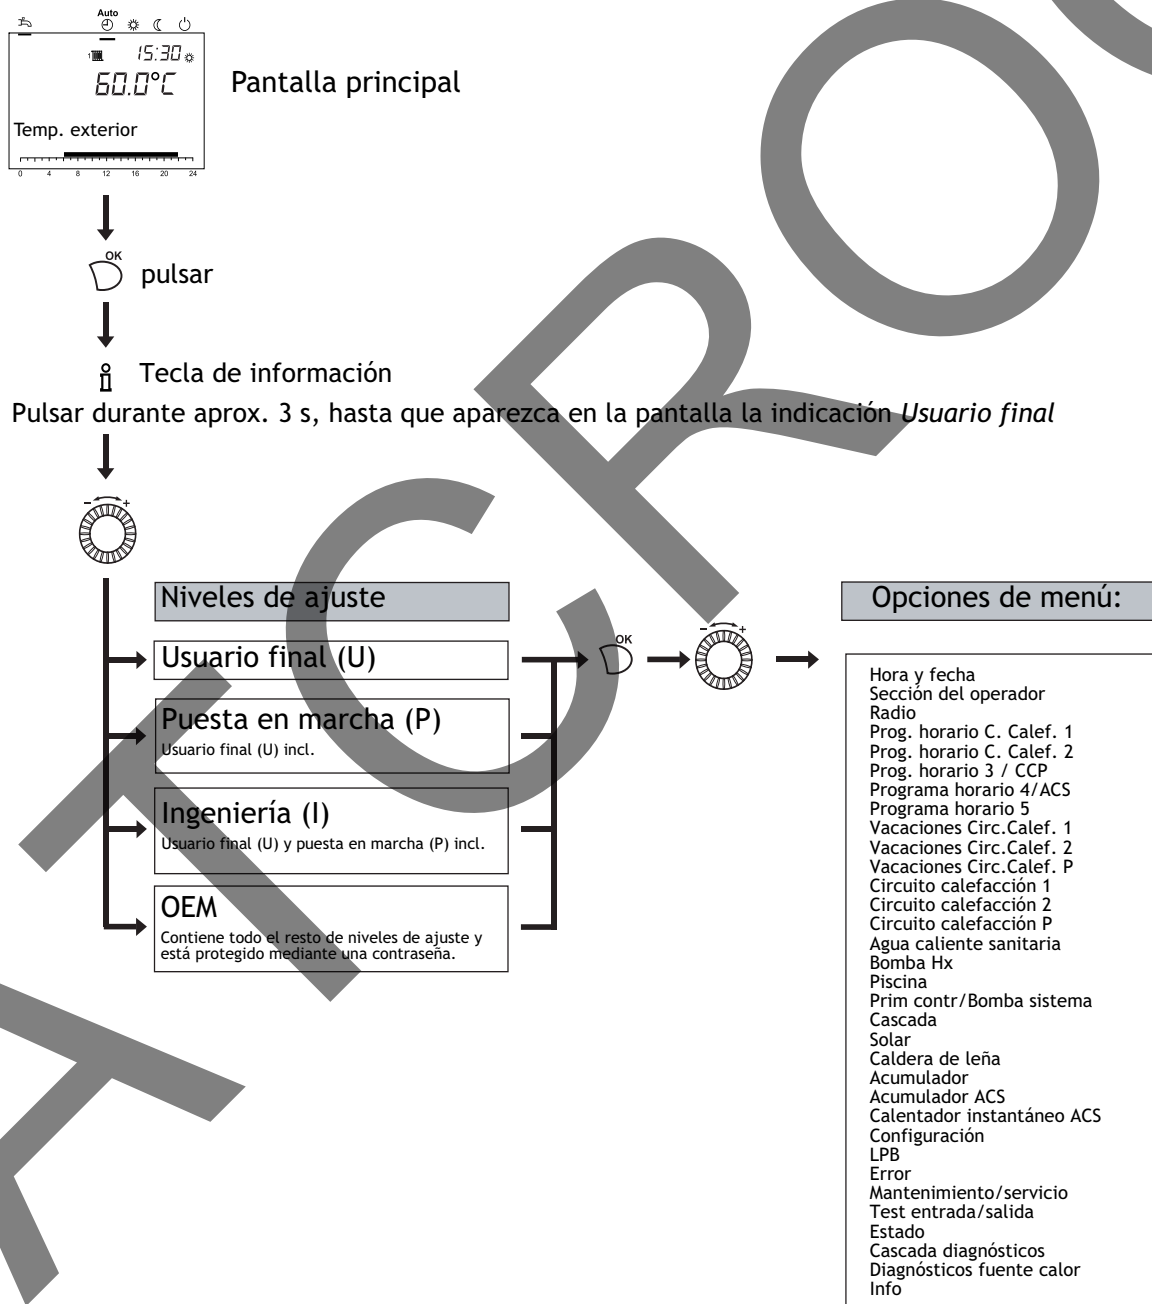 Auto
1 15:30
60.0°C
Temp. exterior
0 4 8 12 16 20 24
Pantalla principal
OK
pulsar
Tecla de información
Pulsar durante aprox. 3 s, hasta que aparezca en la pantalla la indicación Usuario final
- +
Niveles de ajuste
Usuario final (U)
Puesta en marcha (P)
Usuario final (U) incl.
Ingeniería (I)
Usuario final (U) y puesta en marcha (P) incl.
OEM
Contiene todo el resto de niveles de ajuste y
está protegido mediante una contraseña.
OK
- +
Opciones de menú:
Hora y fecha
Sección del operador
Radio
Prog. horario C. Calef. 1
Prog. horario C. Calef. 2
Prog. horario 3 / CCP
Programa horario 4/ACS
Programa horario 5
Vacaciones Circ.Calef. 1
Vacaciones Circ.Calef. 2
Vacaciones Circ.Calef. P
Circuito calefacción 1
Circuito calefacción 2
Circuito calefacción P
Agua caliente sanitaria
Bomba Hx
Piscina
Prim contr/Bomba sistema
Cascada
Solar
Caldera de leña
Acumulador
Acumulador ACS
Calentador instantáneo ACS
Configuración
LPB
Error
Mantenimiento/servicio
Test entrada/salida
Estado
Cascada diagnósticos
Diagnósticos fuente calor
Info
ATCRO